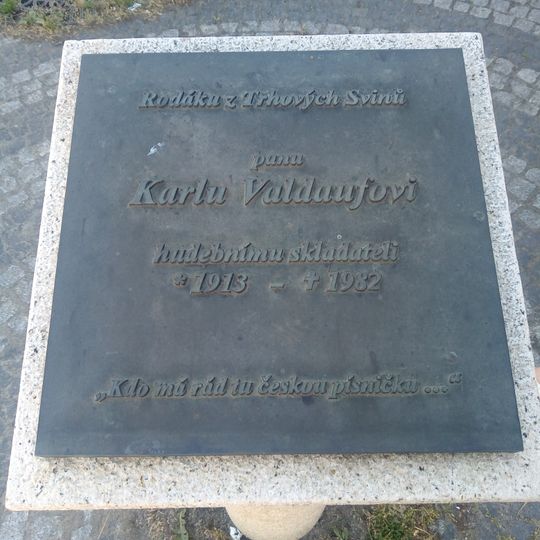 Rodáku z Trhových Svinů
panu
Karlu Valdaufovi
hudebnímu skladateli
* 1913 - † 1982
„Kdo má rád tu českou písničku ...“